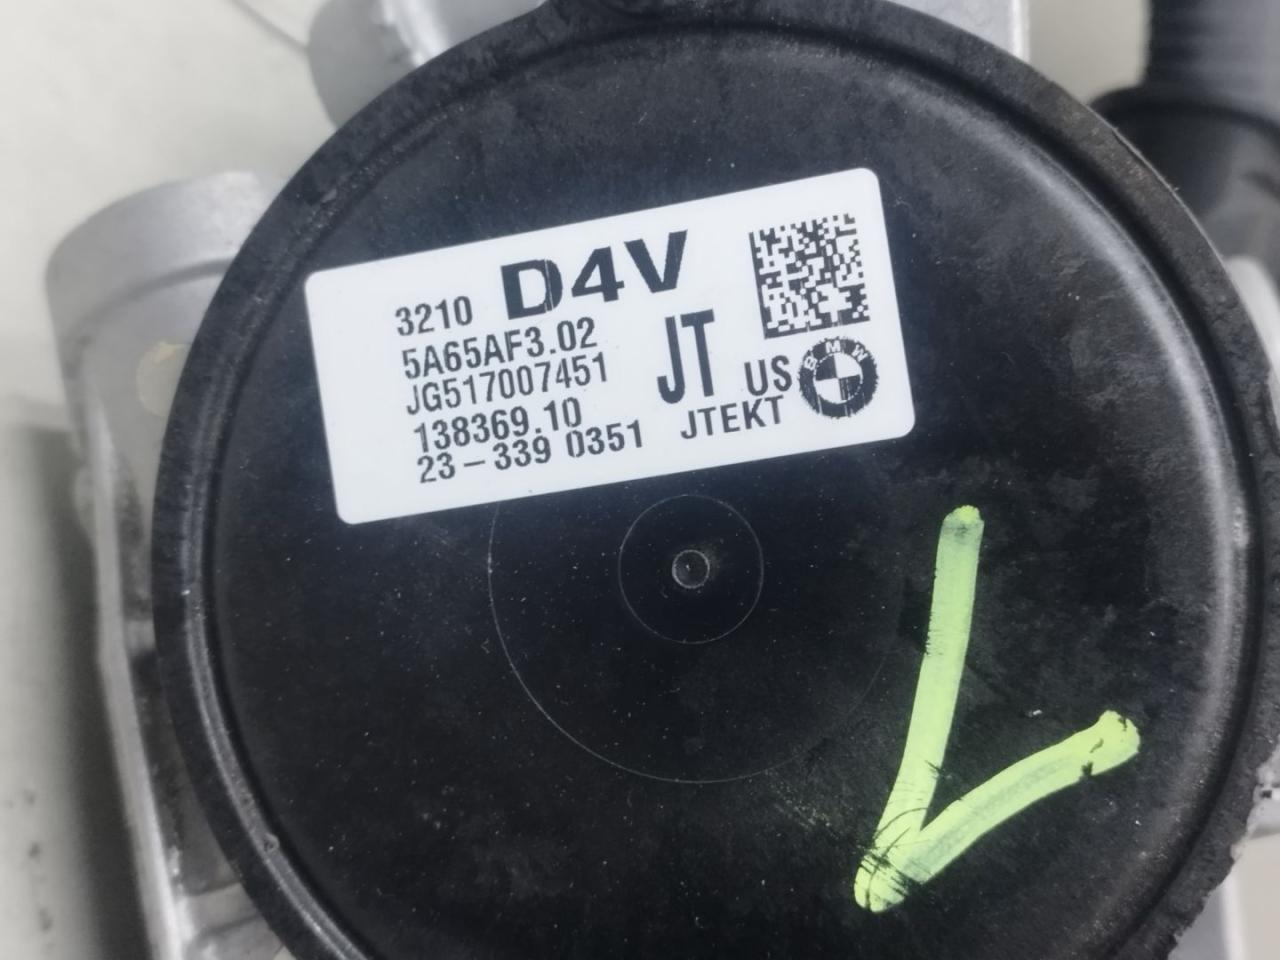 3210 D4V
5A65AF3.02
JG517007451
JT
US
BMW
138369.10
JTEKT
23-339 0351